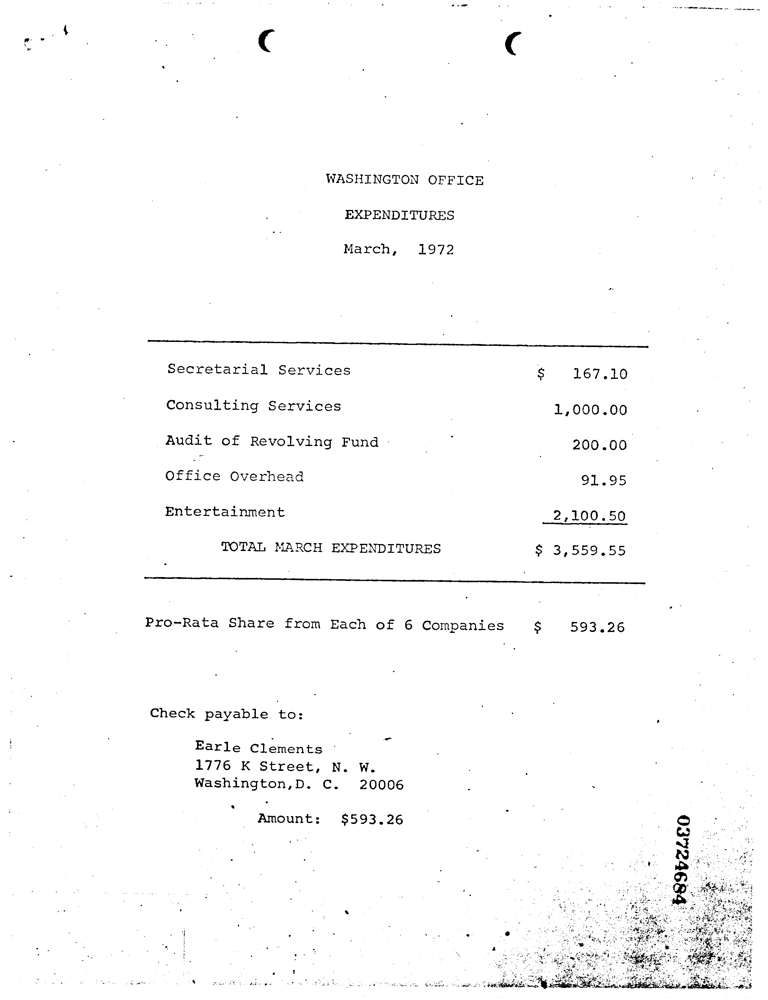 WASHINGTON OFFICE
EXPENDITURES
March, 1972
Secretarial Services $ 167.10
Consulting Services 1,000.00
Audit of Revolving Fund 200.00
Office Overhead 91.95
Entertainment 2,100.50
TOTAL MARCH EXPENDITURES $ 3,559.55
Pro-Rata Share from Each of 6 Companies $ 593.26
Check payable to:
Earle Clements
1776 K Street, N. W.
Washington,D. C. 20006
Amount: $593.26
03724684